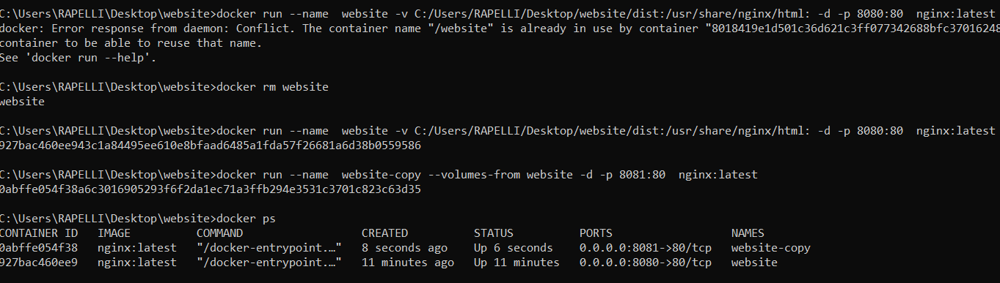 C:\Users\RAPELLI\Desktop\website>docker run --name  website -v C:/Users/RAPELLI/Desktop/website/dist:/usr/share/nginx/html: -d -p 8080:80  nginx:latest
docker: Error response from daemon: Conflict. The container name "/website" is already in use by container "8018419e1d501c36d621c3ff077342688bfc37016248
container to be able to reuse that name.
See 'docker run --help'.
C:\Users\RAPELLI\Desktop\website>docker rm website
website
C:\Users\RAPELLI\Desktop\website>docker run --name  website -v C:/Users/RAPELLI/Desktop/website/dist:/usr/share/nginx/html: -d -p 8080:80  nginx:latest
927bac460ee943c1a84495ee610e8bfaad6485a1fda57f26681a6d38b0559586
C:\Users\RAPELLI\Desktop\website>docker run --name  website-copy --volumes-from website -d -p 8081:80  nginx:latest
0abffe054f38a6c3016905293f6f2da1ec71a3ffb294e3531c3701c823c63d35
C:\Users\RAPELLI\Desktop\website>docker ps
CONTAINER ID   IMAGE          COMMAND                  CREATED          STATUS          PORTS                  NAMES
0abffe054f38   nginx:latest   "/docker-entrypoint.…"   8 seconds ago    Up 6 seconds    0.0.0.0:8081->80/tcp   website-copy
927bac460ee9   nginx:latest   "/docker-entrypoint.…"   11 minutes ago   Up 11 minutes   0.0.0.0:8080->80/tcp   website